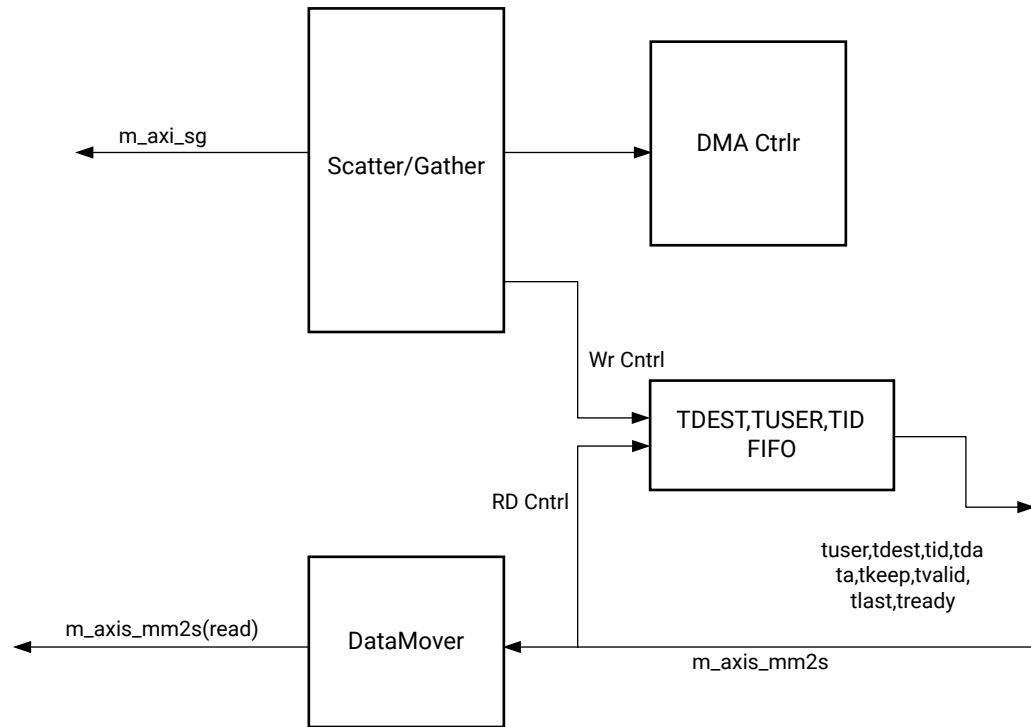 m_axi_sg
Scatter/Gather
DMA Ctrlr
Wr Cntrl
TDEST,TUSER,TID
FIFO
RD Cntrl
tuser,tdest,tid,tda
ta,tkeep,tvalid,
tlast,tready
m_axis_mm2s(read)
DataMover
m_axis_mm2s